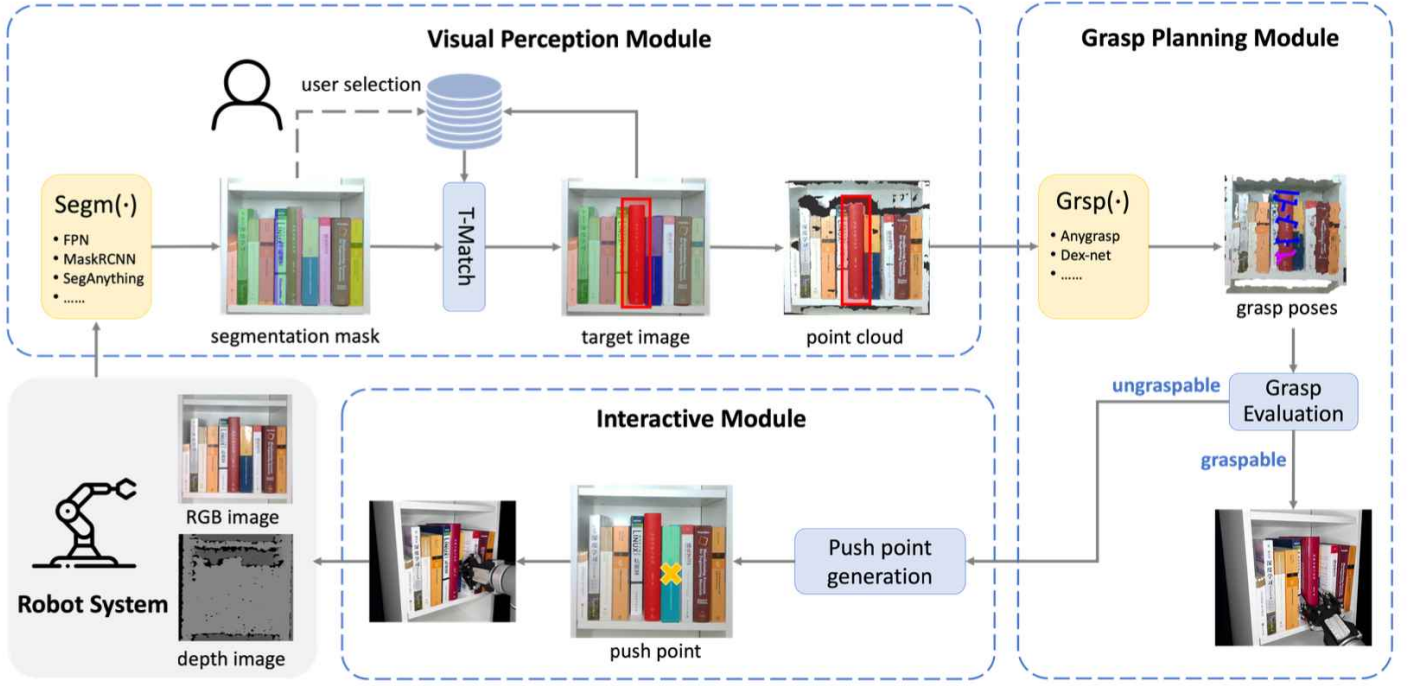 Visual Perception Module
user selection
Segm(·)
• FPN
• MaskRCNN
• SegAnything
• ......
segmentation mask
T-Match
target image
point cloud
Grasp Planning Module
Grsp(·)
• Anygrasp
• Dex-net
• ......
grasp poses
Grasp
Evaluation
ungraspable
graspable
Interactive Module
Push point
generation
push point
RGB image
Robot System
depth image
LINUX